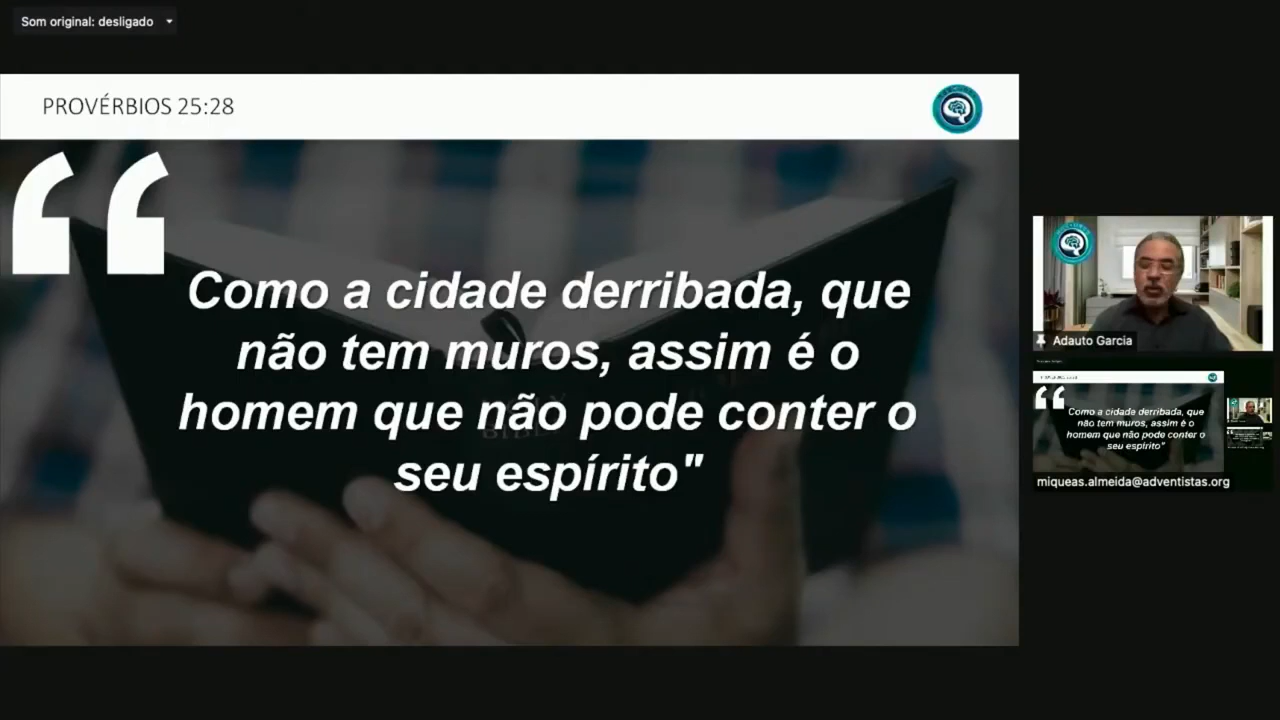 Som original: desligado
PROVÉRBIOS 25:28
“
Como a cidade derribada, que
não tem muros, assim é o
homem que não pode conter o
seu espírito"
Adauto Garcia
“
Como a cidade derribada, que
não tem muros, assim é o
homem que não pode conter o
seu espírito"
miqueas.almeida@adventistas.org